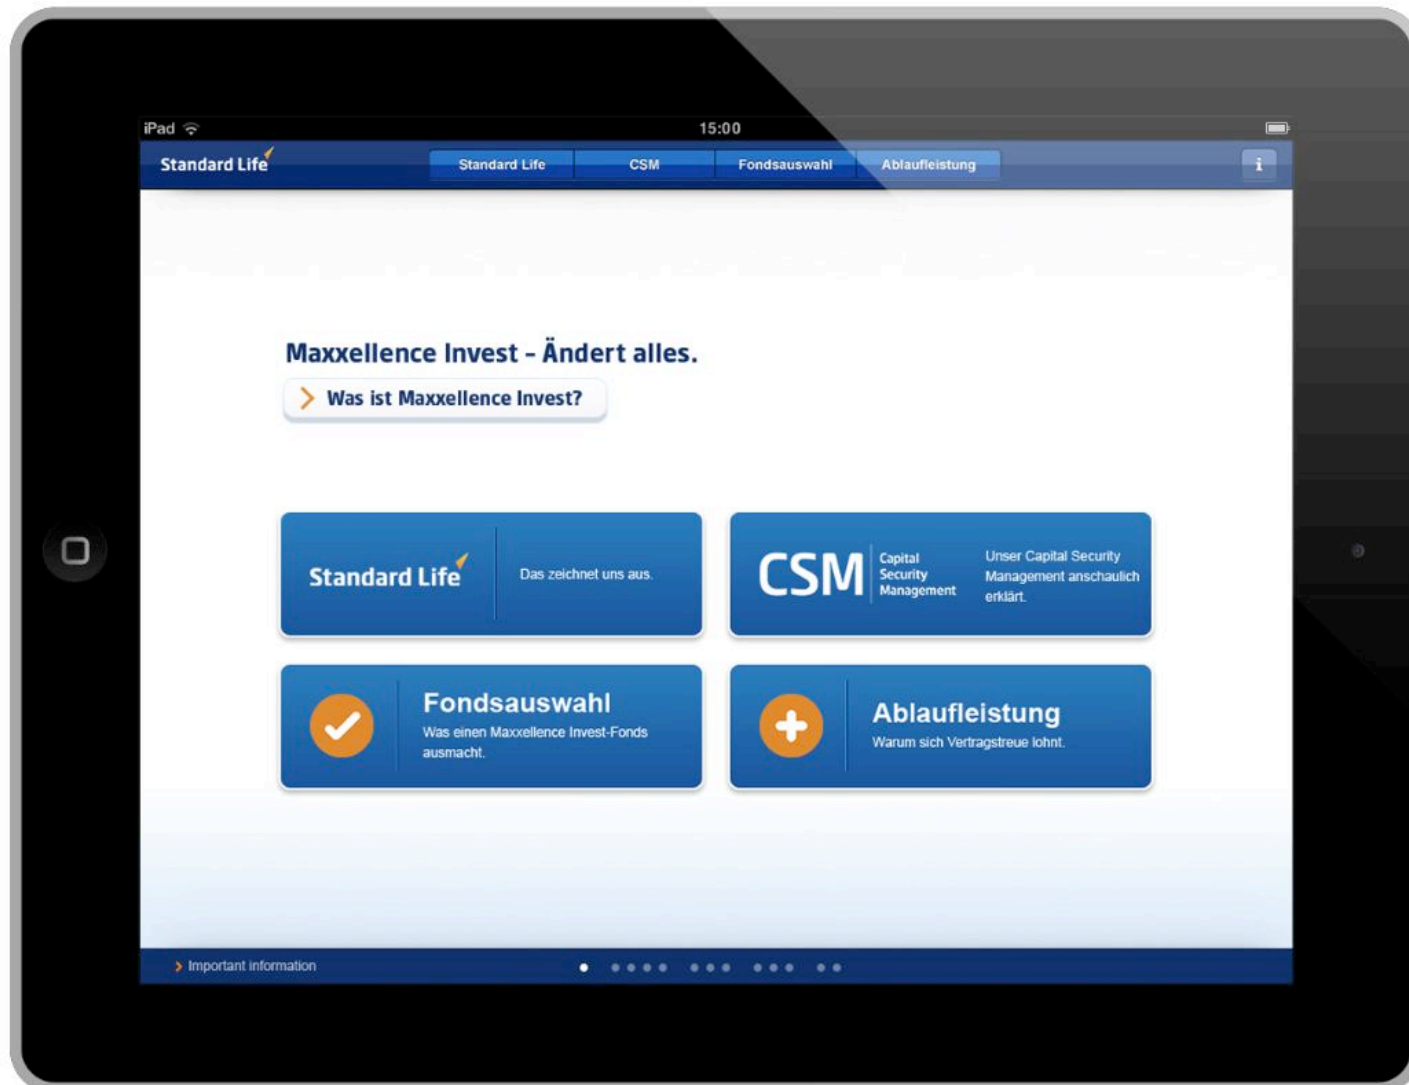 iPad
15:00
Standard Life
Standard Life
CSM
Fondsauswahl
Ablaufleistung
i
Maxxellence Invest – Ändert alles.
Was ist Maxxellence Invest?
Standard Life
Das zeichnet uns aus.
CSM
Capital
Security
Management
Unser Capital Security
Management anschaulich
erklärt.
Fondsauswahl
Was einen Maxxellence Invest-Fonds
ausmacht.
Ablaufleistung
Warum sich Vertragstreue lohnt.
Important information